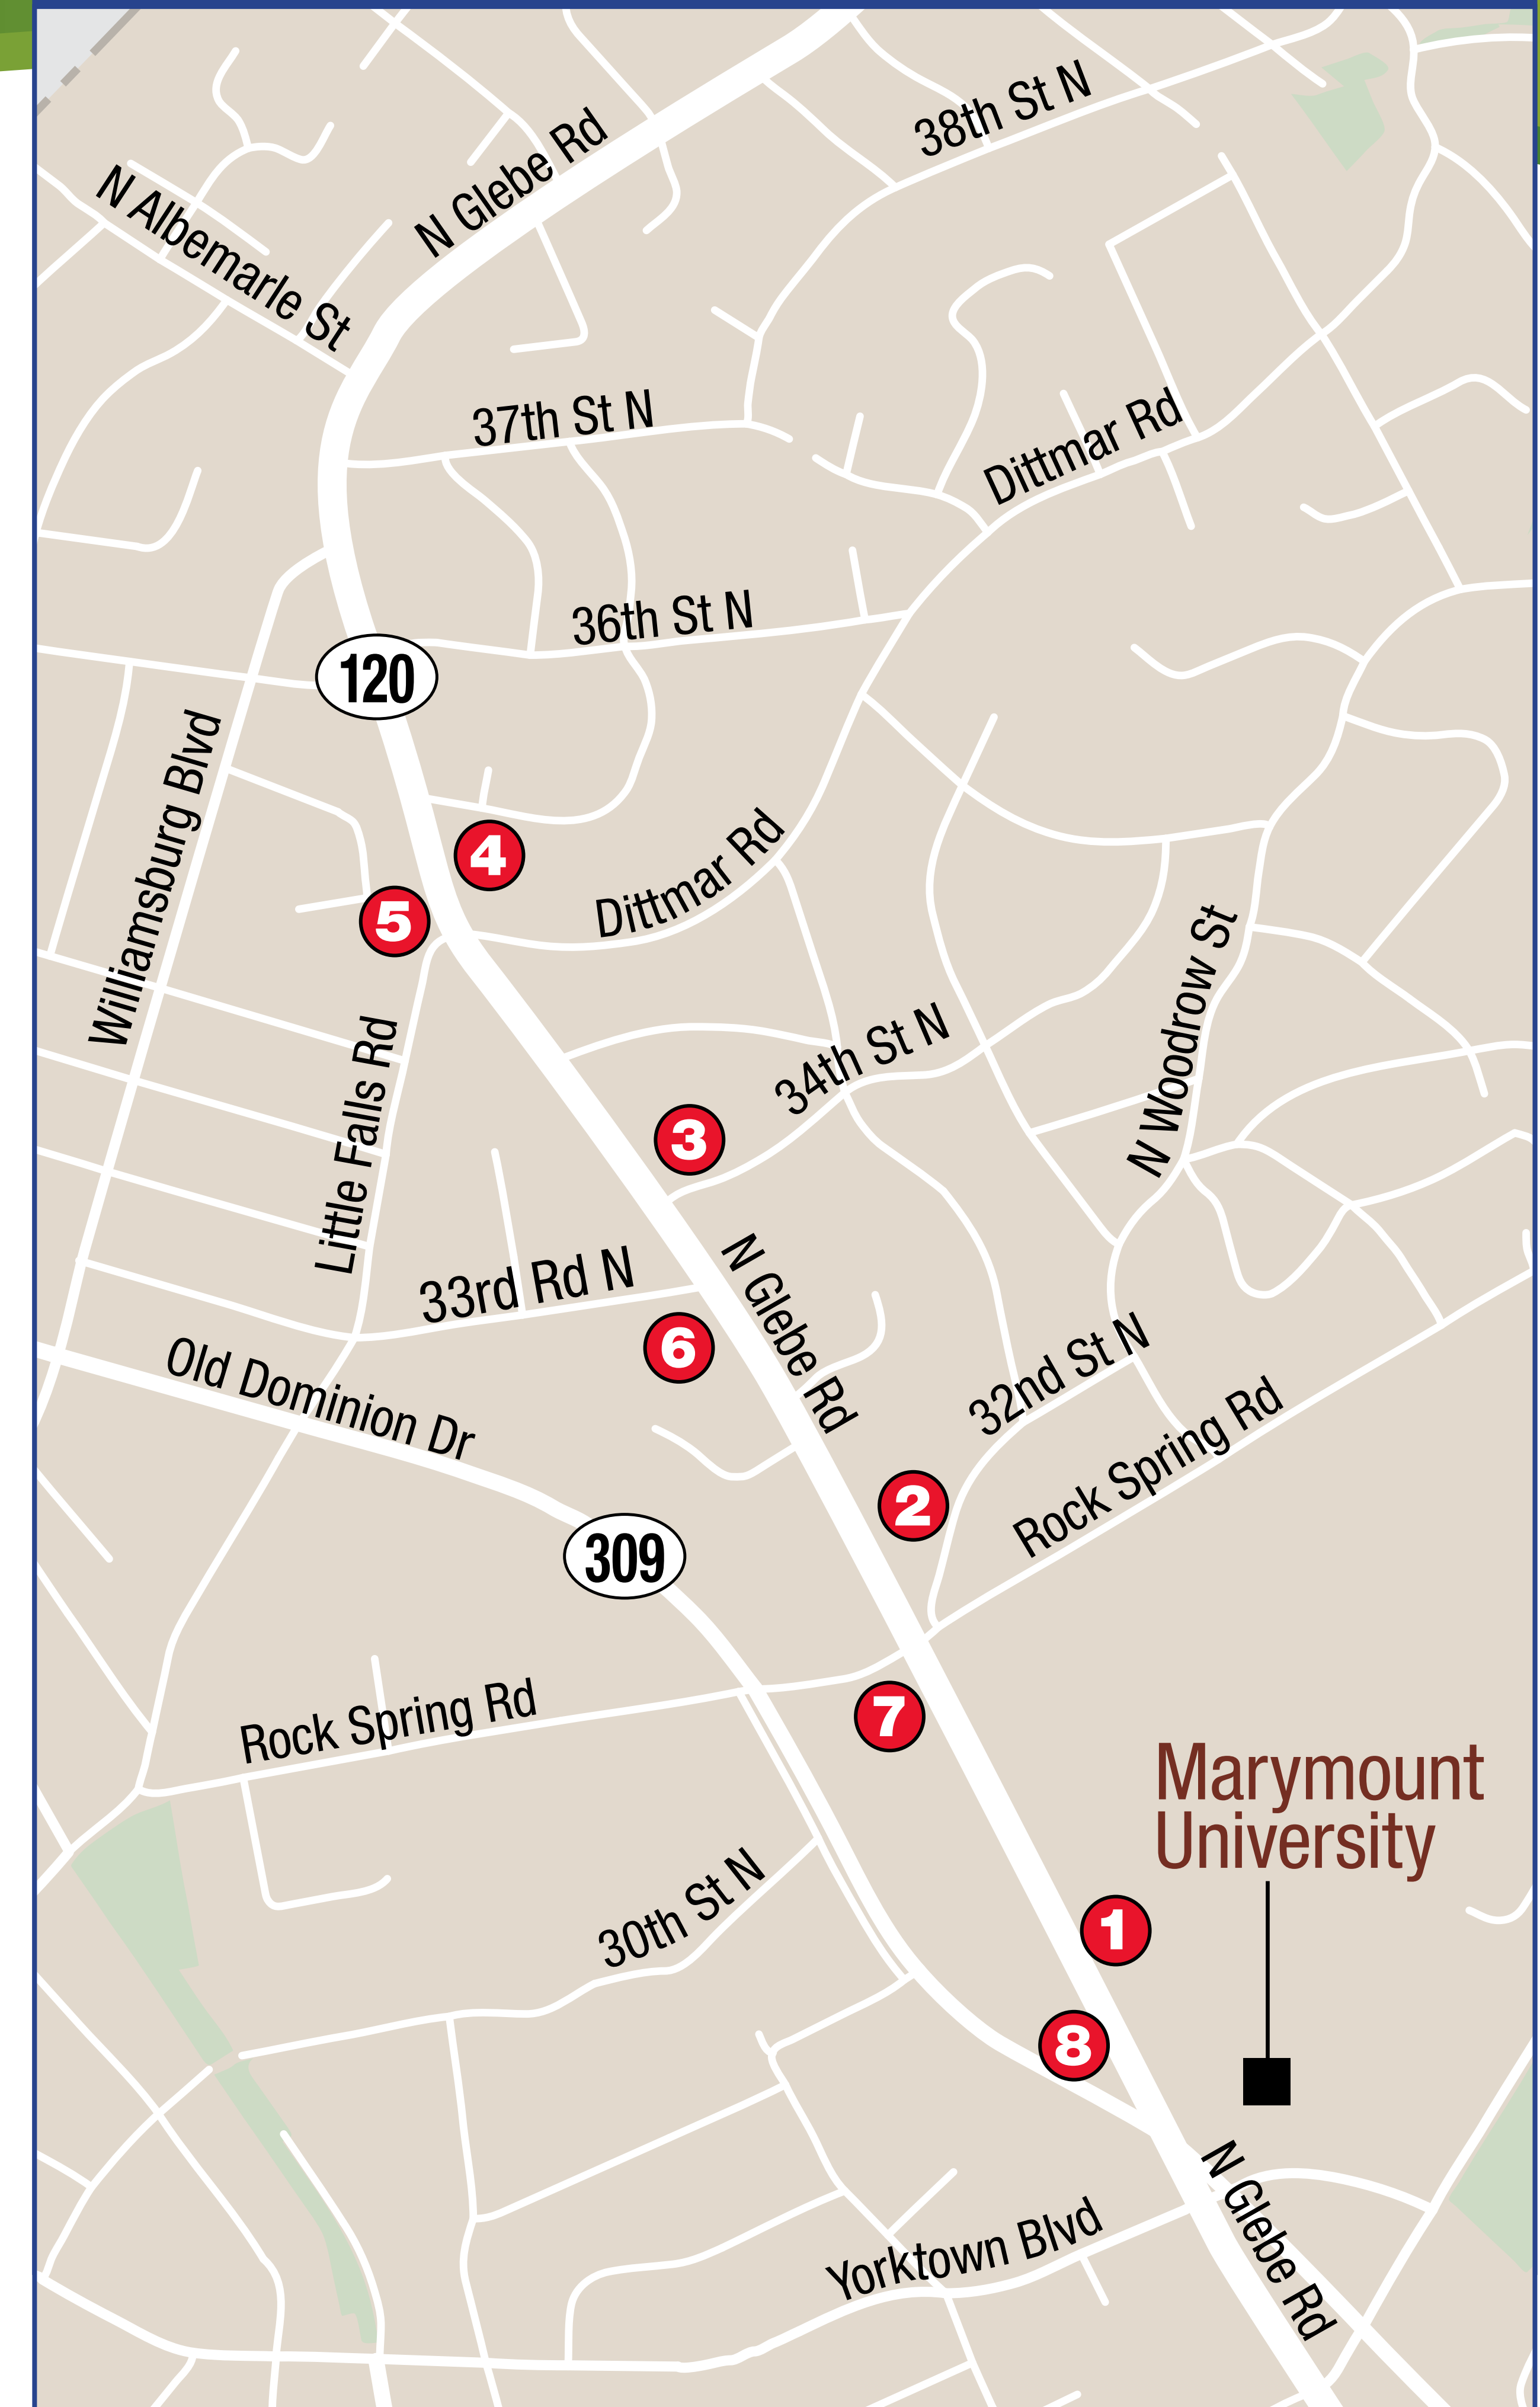 38th St N
N Glebe Rd
N Albemarle St
37th St N
Dittmar Rd
36th St N
120
Williamsburg Blvd
4
Dittmar Rd
5
N Woodrow St
34th St N
Little Falls Rd
3
33rd Rd N
N Glebe Rd
6
32nd St N
Old Dominion Dr
Rock Spring Rd
2
309
Rock Spring Rd
7
Marymount
University
30th St N
1
8
N Glebe Rd
Yorktown Blvd